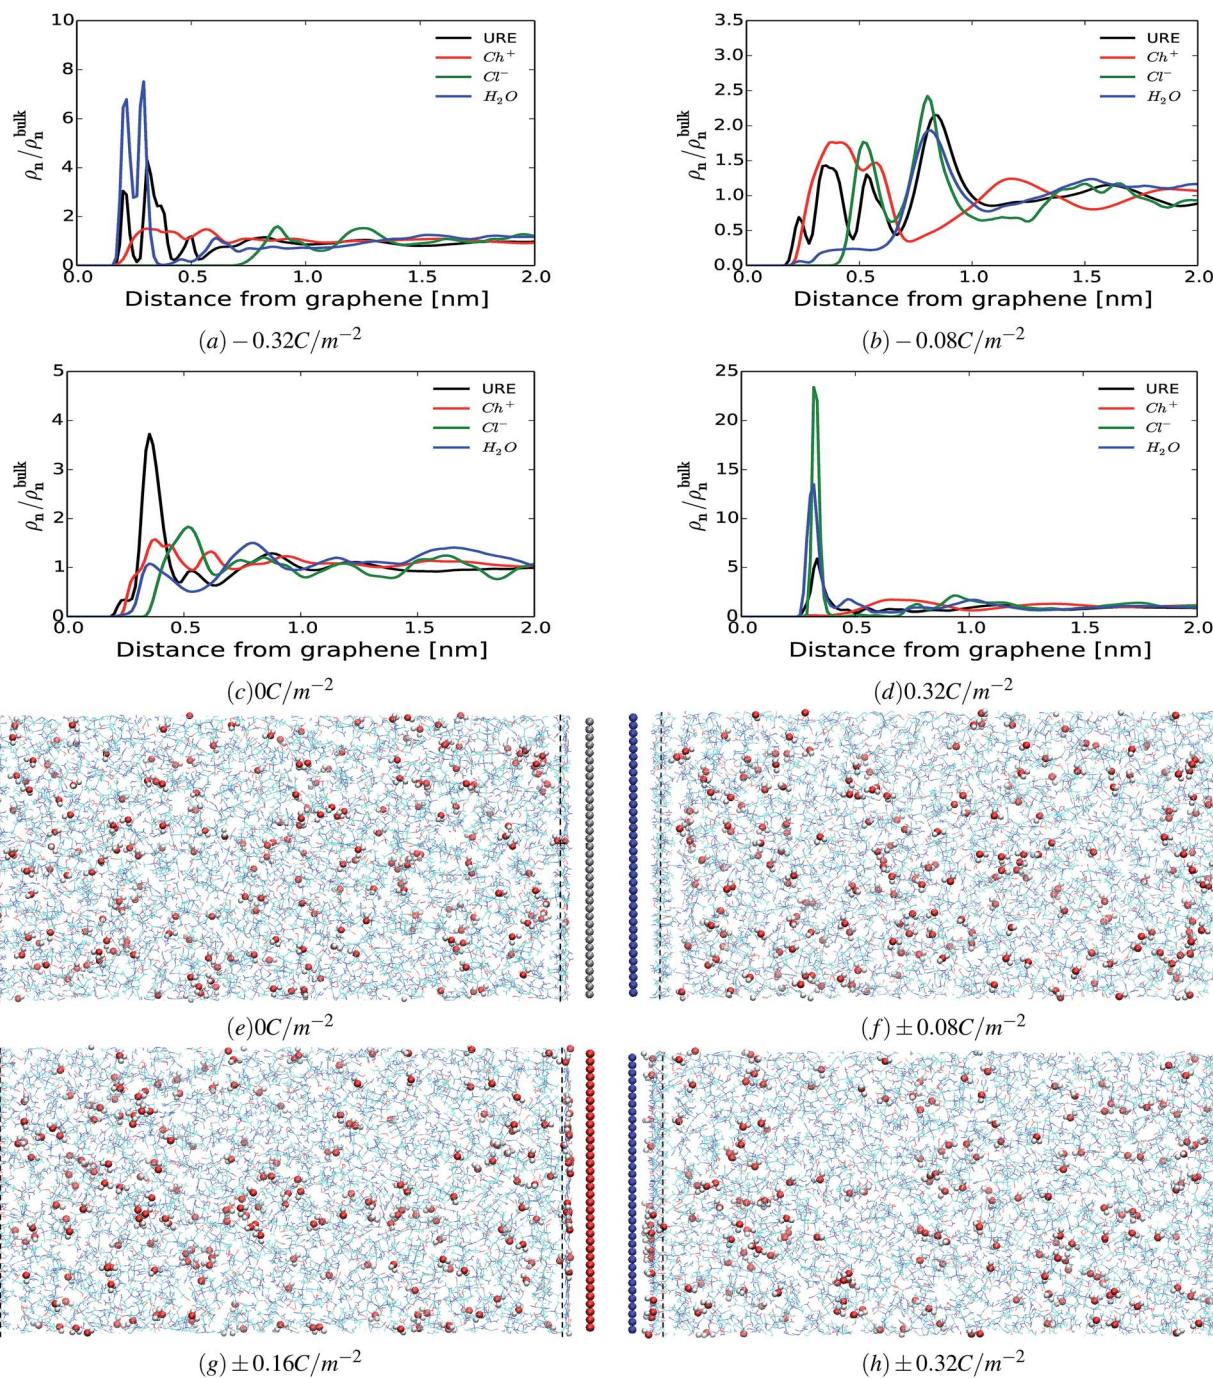 10
8
6
4
2
0
ρₙ/ρₙᵇᵘˡᵏ
URE
Ch⁺
Cl⁻
H₂O
0.0 0.5 1.0 1.5 2.0
Distance from graphene [nm]
(a) −0.32C/m⁻²
3.5
3.0
2.5
2.0
1.5
1.0
0.5
0.0
ρₙ/ρₙᵇᵘˡᵏ
URE
Ch⁺
Cl⁻
H₂O
0.0 0.5 1.0 1.5 2.0
Distance from graphene [nm]
(b) −0.08C/m⁻²
5
4
3
2
1
0
ρₙ/ρₙᵇᵘˡᵏ
URE
Ch⁺
Cl⁻
H₂O
0.0 0.5 1.0 1.5 2.0
Distance from graphene [nm]
(c)0C/m⁻²
25
20
15
10
5
0
ρₙ/ρₙᵇᵘˡᵏ
URE
Ch⁺
Cl⁻
H₂O
0.0 0.5 1.0 1.5 2.0
Distance from graphene [nm]
(d)0.32C/m⁻²
(e)0C/m⁻²
(f) ±0.08C/m⁻²
(g) ±0.16C/m⁻²
(h) ±0.32C/m⁻²